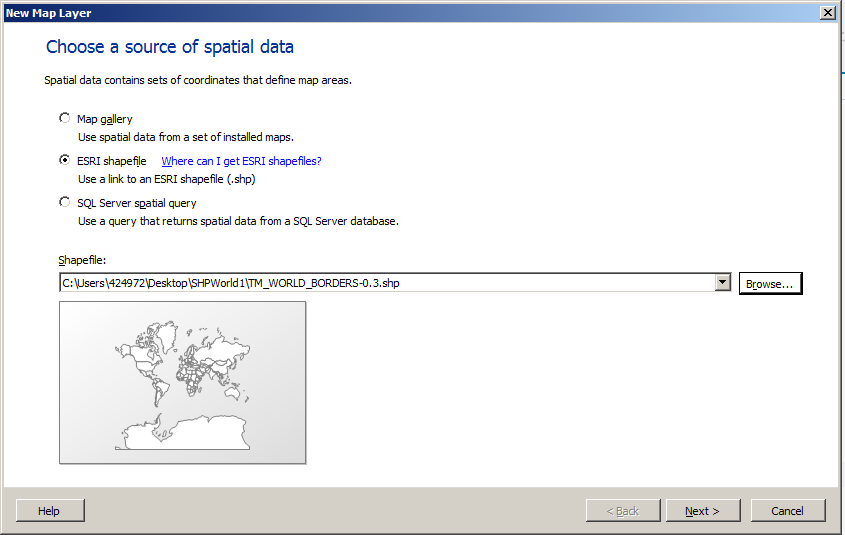 New Map Layer
Choose a source of spatial data
Spatial data contains sets of coordinates that define map areas.
Map gallery
Use spatial data from a set of installed maps.
ESRI shapefile Where can I get ESRI shapefiles?
Use a link to an ESRI shapefile (.shp)
SQL Server spatial query
Use a query that returns spatial data from a SQL Server database.
Shapefile:
C:\Users\424972\Desktop\SHPWorld1\TM_WORLD_BORDERS-0.3.shp
Browse...
Help
< Back
Next >
Cancel